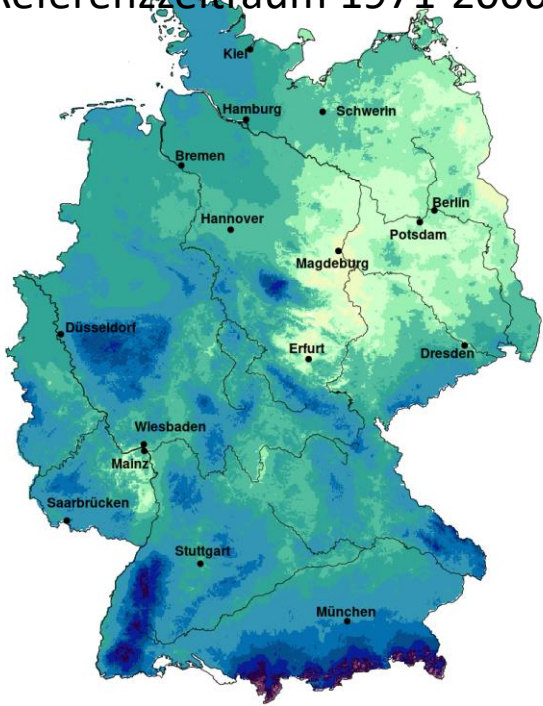 Referenzzeitraum 1971-2000
Kiel
Hamburg
Schwerin
Bremen
Berlin
Hannover
Potsdam
Magdeburg
Düsseldorf
Erfurt
Dresden
Wiesbaden
Mainz
Saarbrücken
Stuttgart
München